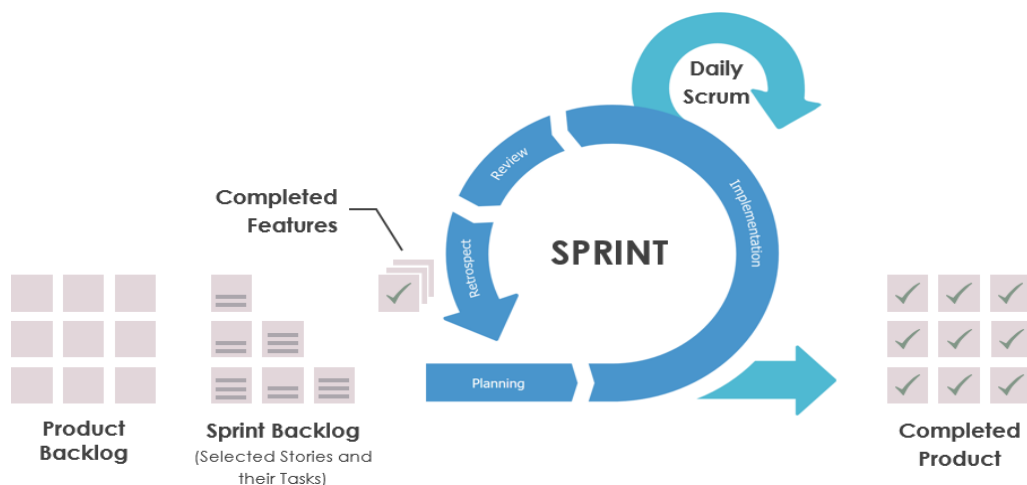 Daily
Scrum
Review
Implementation
Completed
Features
SPRINT
Retrospect
Planning
Product
Backlog
Sprint Backlog
(Selected Stories and
their Tasks)
Completed
Product